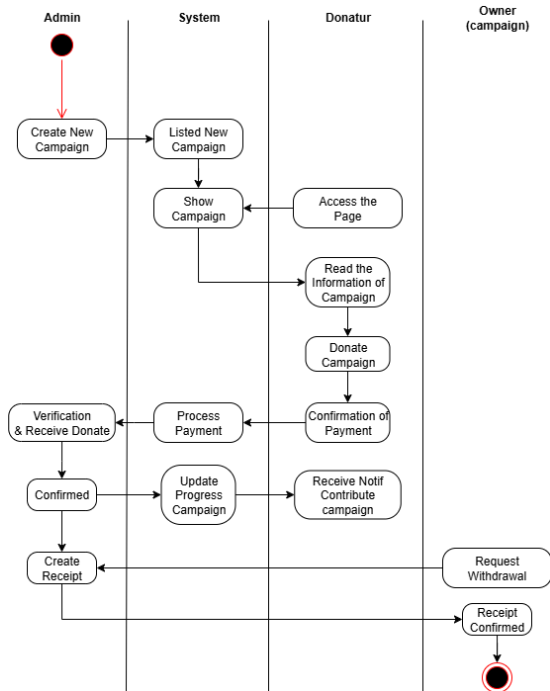 Admin
System
Donatur
Owner
(campaign)
Create New
Campaign
Listed New
Campaign
Show
Campaign
Access the
Page
Read the
Information of
Campaign
Donate
Campaign
Verification
& Receive Donate
Process
Payment
Confirmation of
Payment
Confirmed
Update
Progress
Campaign
Receive Notif
Contribute
campaign
Create
Receipt
Request
Withdrawal
Receipt
Confirmed